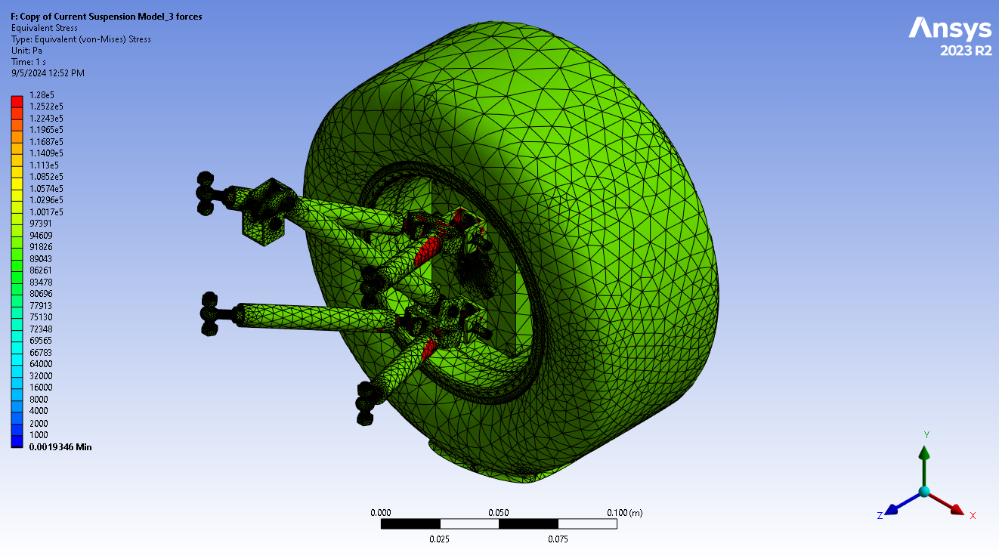 F: Copy of Current Suspension Model_3 forces
Equivalent Stress
Type: Equivalent (von-Mises) Stress
Unit: Pa
Time: 1 s
9/5/2024 12:52 PM
Ansys
2023 R2
1.28e5
1.2522e5
1.2243e5
1.1965e5
1.1687e5
1.1409e5
1.113e5
1.0852e5
1.0574e5
1.0296e5
1.0017e5
97391
94609
91826
89043
86261
83478
80696
77913
75130
72348
69565
66783
64000
32000
16000
8000
4000
2000
1000
0.0019346 Min
0.000 0.050 0.100 (m)
0.025 0.075
Y
Z X